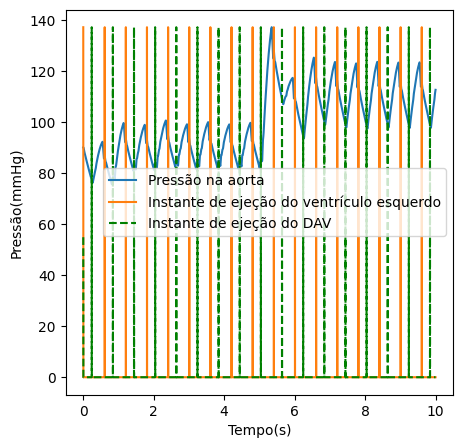 140
120
100
80
60
40
20
0
Pressão(mmHg)
Pressão na aorta
Instante de ejeção do ventrículo esquerdo
Instante de ejeção do DAV
0 2 4 6 8 10
Tempo(s)